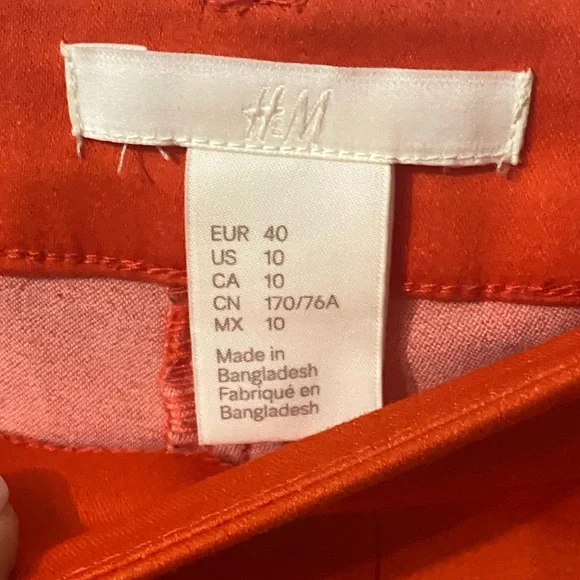 H&M
EUR 40
US 10
CA 10
CN 170/76A
MX 10
Made in
Bangladesh
Fabriqué en
Bangladesh